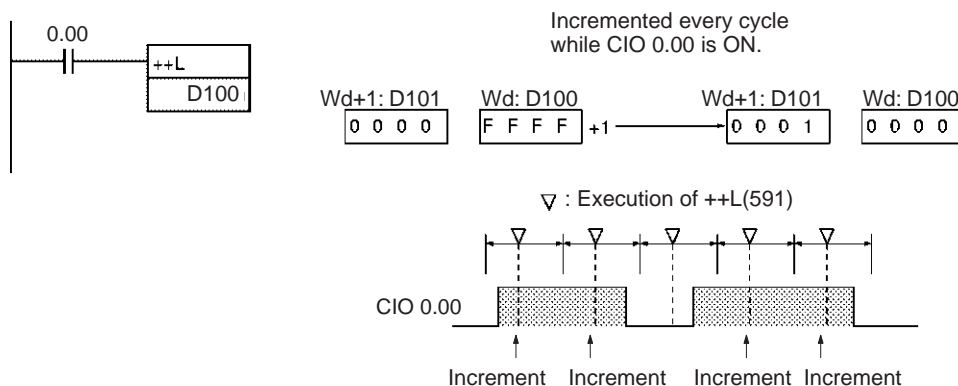 0.00
++L
D100
Incremented every cycle
while CIO 0.00 is ON.
Wd+1: D101 Wd: D100 Wd+1: D101 Wd: D100
0 0 0 0 F F F F +1 0 0 0 1 0 0 0 0
: Execution of ++L(591)
CIO 0.00
Increment Increment Increment Increment